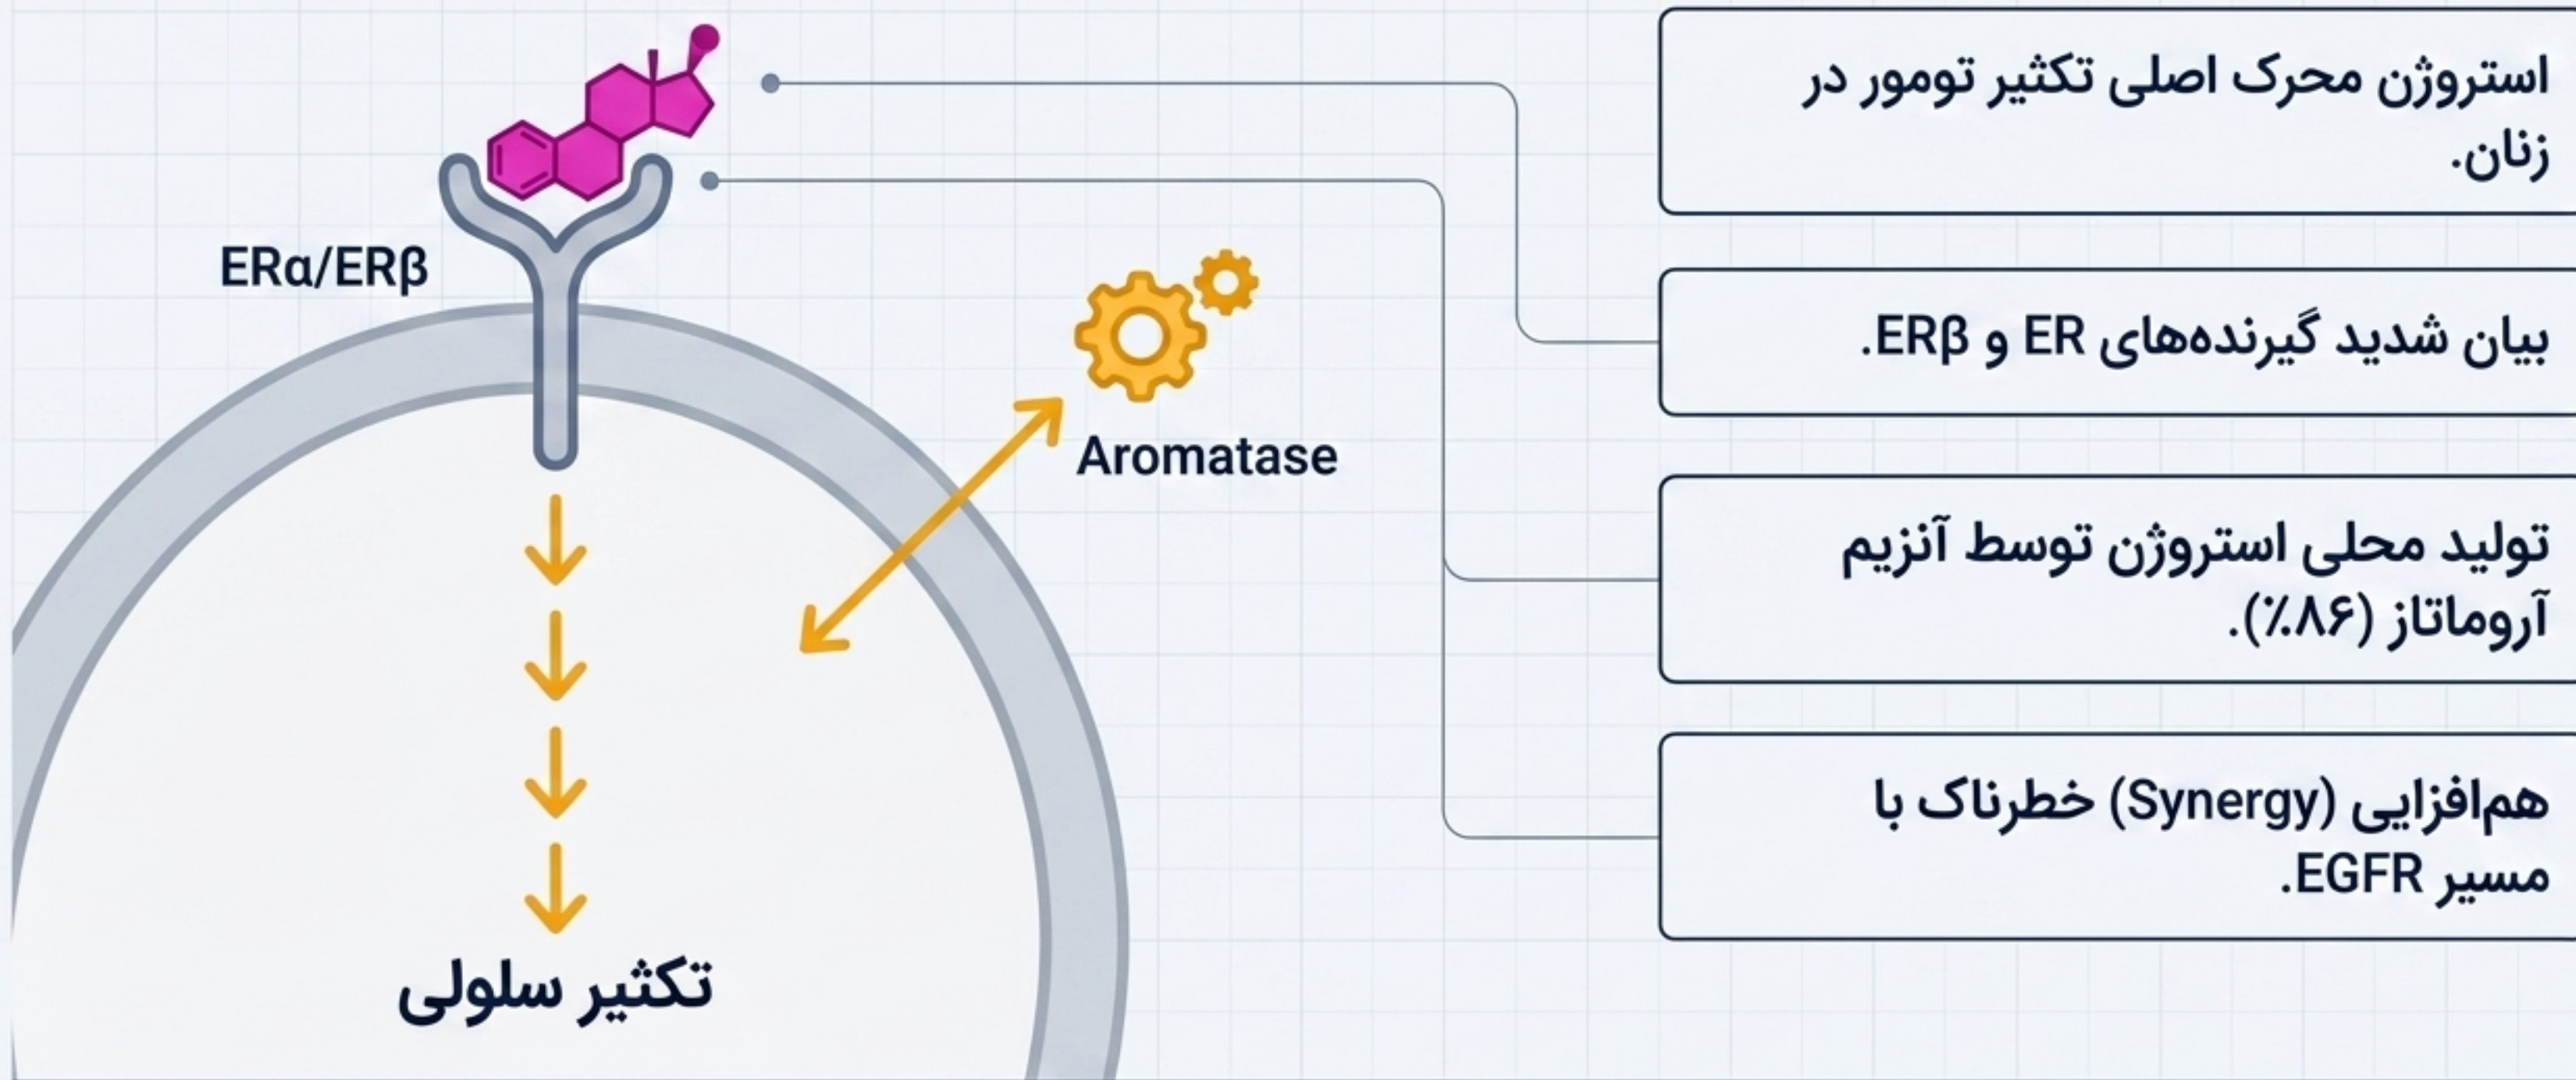 استروژن محرک اصلی تکثیر تومور در
زنان.
بیان شدید گیرنده‌های ER و ERβ.
تولید محلی استروژن توسط آنزیم
آروماتاز (۸۶٪).
هم‌افزایی (Synergy) خطرناک با
مسیر EGFR.
ERα/ERβ
Aromatase
تکثیر سلولی